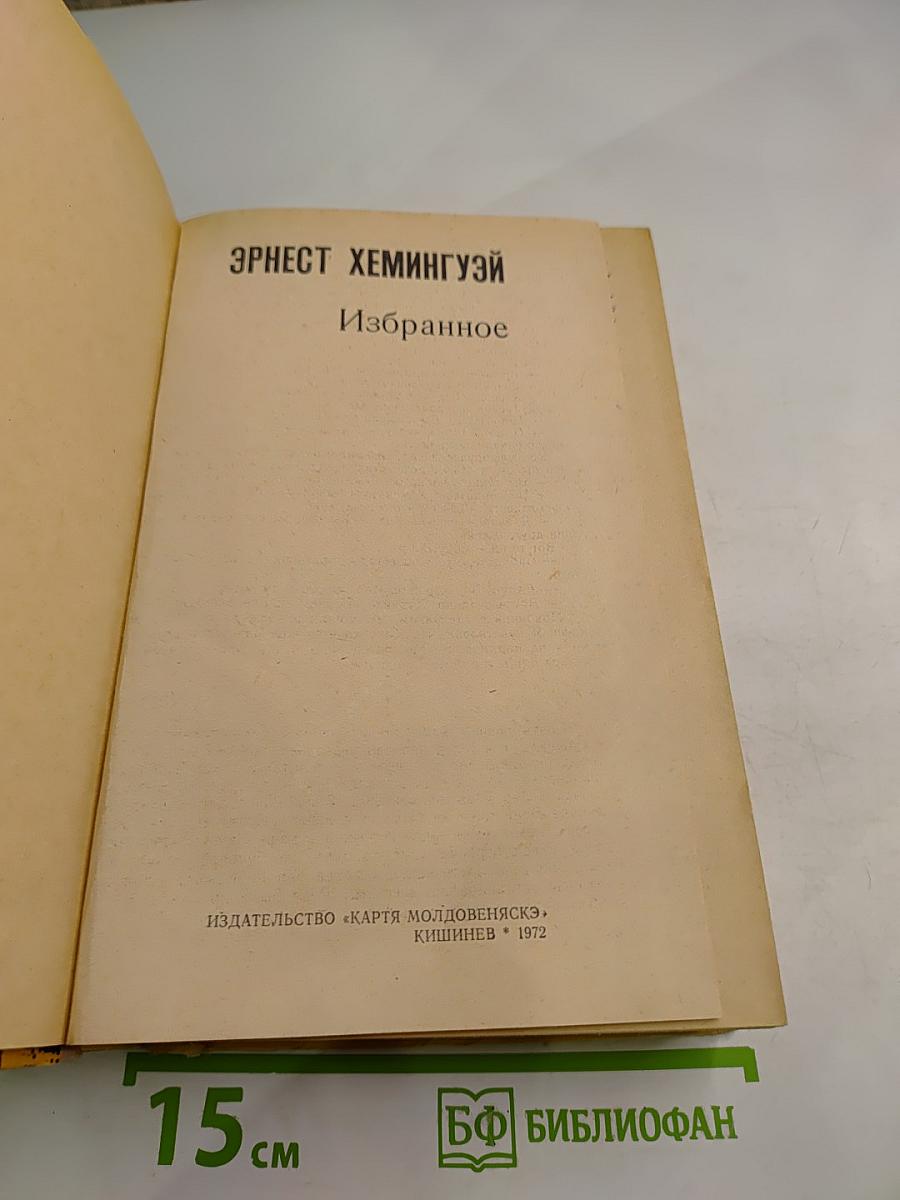 ЭРНЕСТ ХЕМИНГУЭЙ
Избранное
ИЗДАТЕЛЬСТВО «КАРТЯ МОЛДОВЕНЯСКЭ»
КИШИНЕВ * 1972
15 см
БФ БИБЛИОФАН